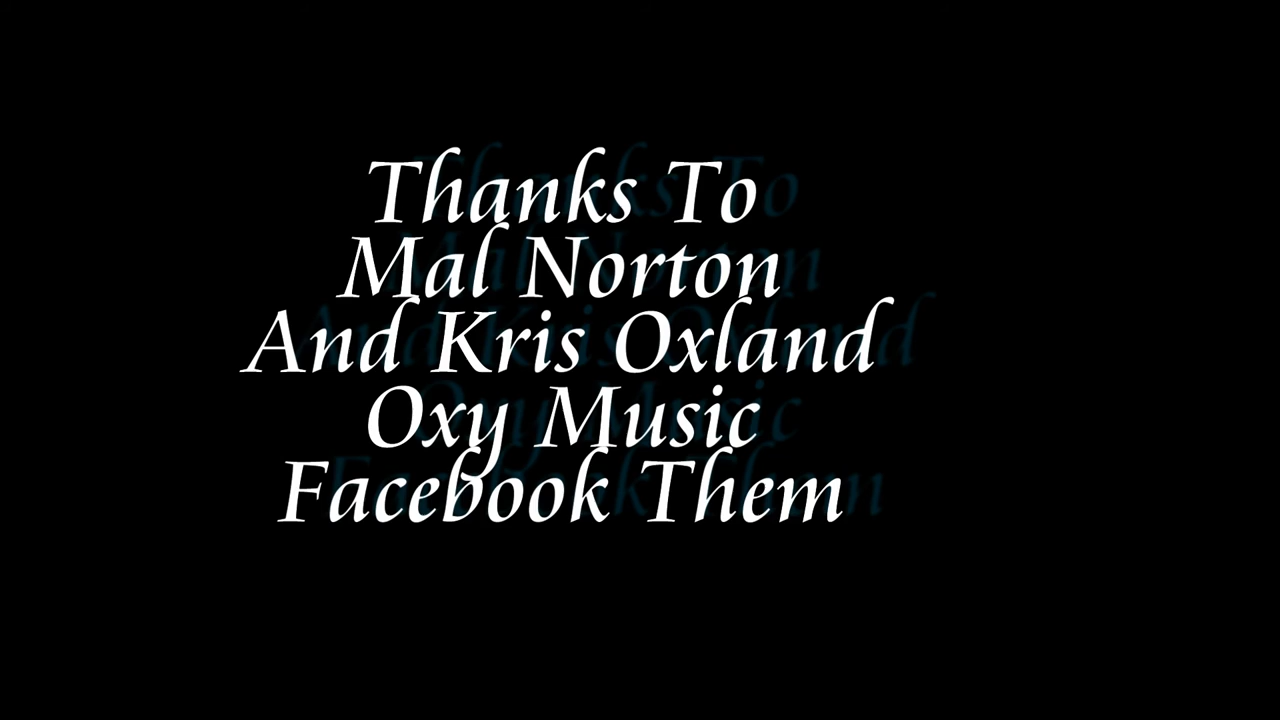 Thanks To
Mal Norton
And Kris Oxland
Oxy Music
Facebook Them